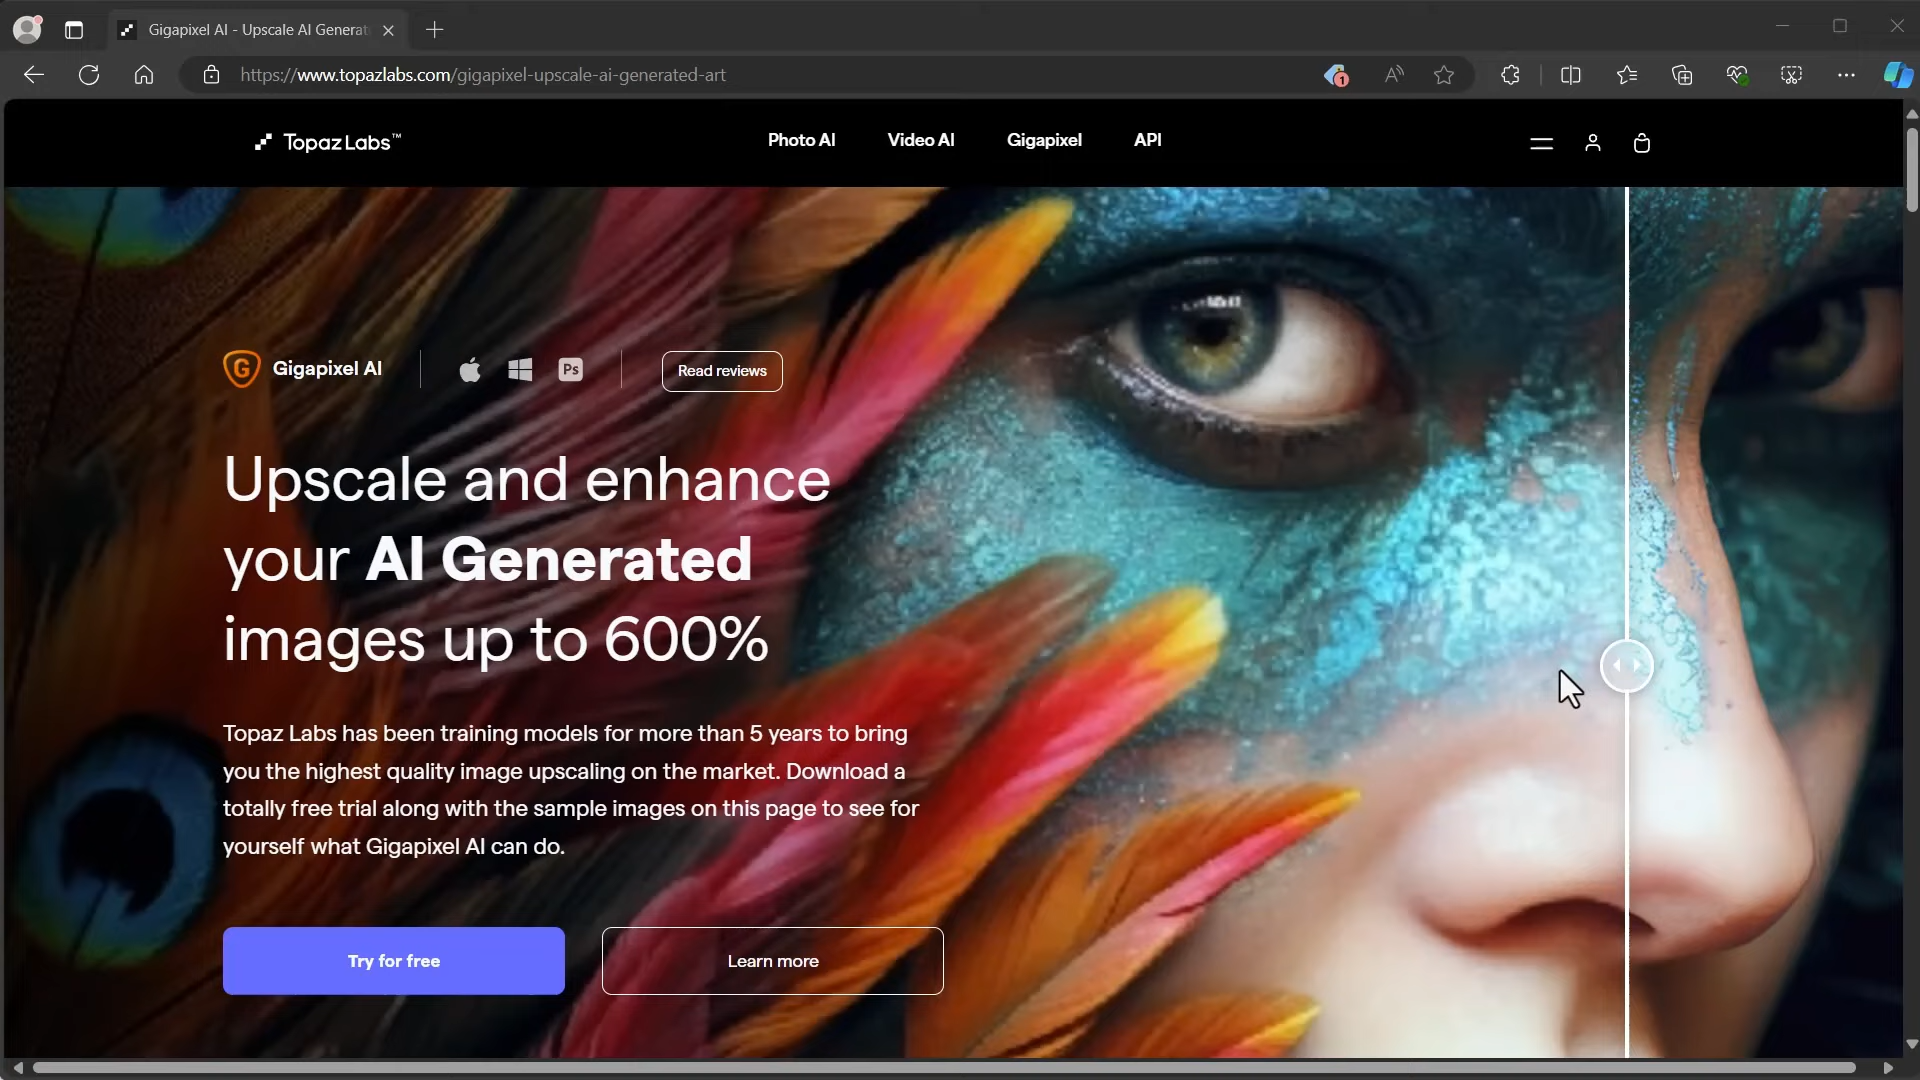 Gigapixel AI - Upscale AI Generat
https://www.topazlabs.com/gigapixel-upscale-ai-generated-art
1
Topaz Labs™
Photo AI
Video AI
Gigapixel
API
G
Gigapixel AI
Ps
Read reviews
Upscale and enhance
your AI Generated
images up to 600%
Topaz Labs has been training models for more than 5 years to bring
you the highest quality image upscaling on the market. Download a
totally free trial along with the sample images on this page to see for
yourself what Gigapixel AI can do.
Try for free
Learn more